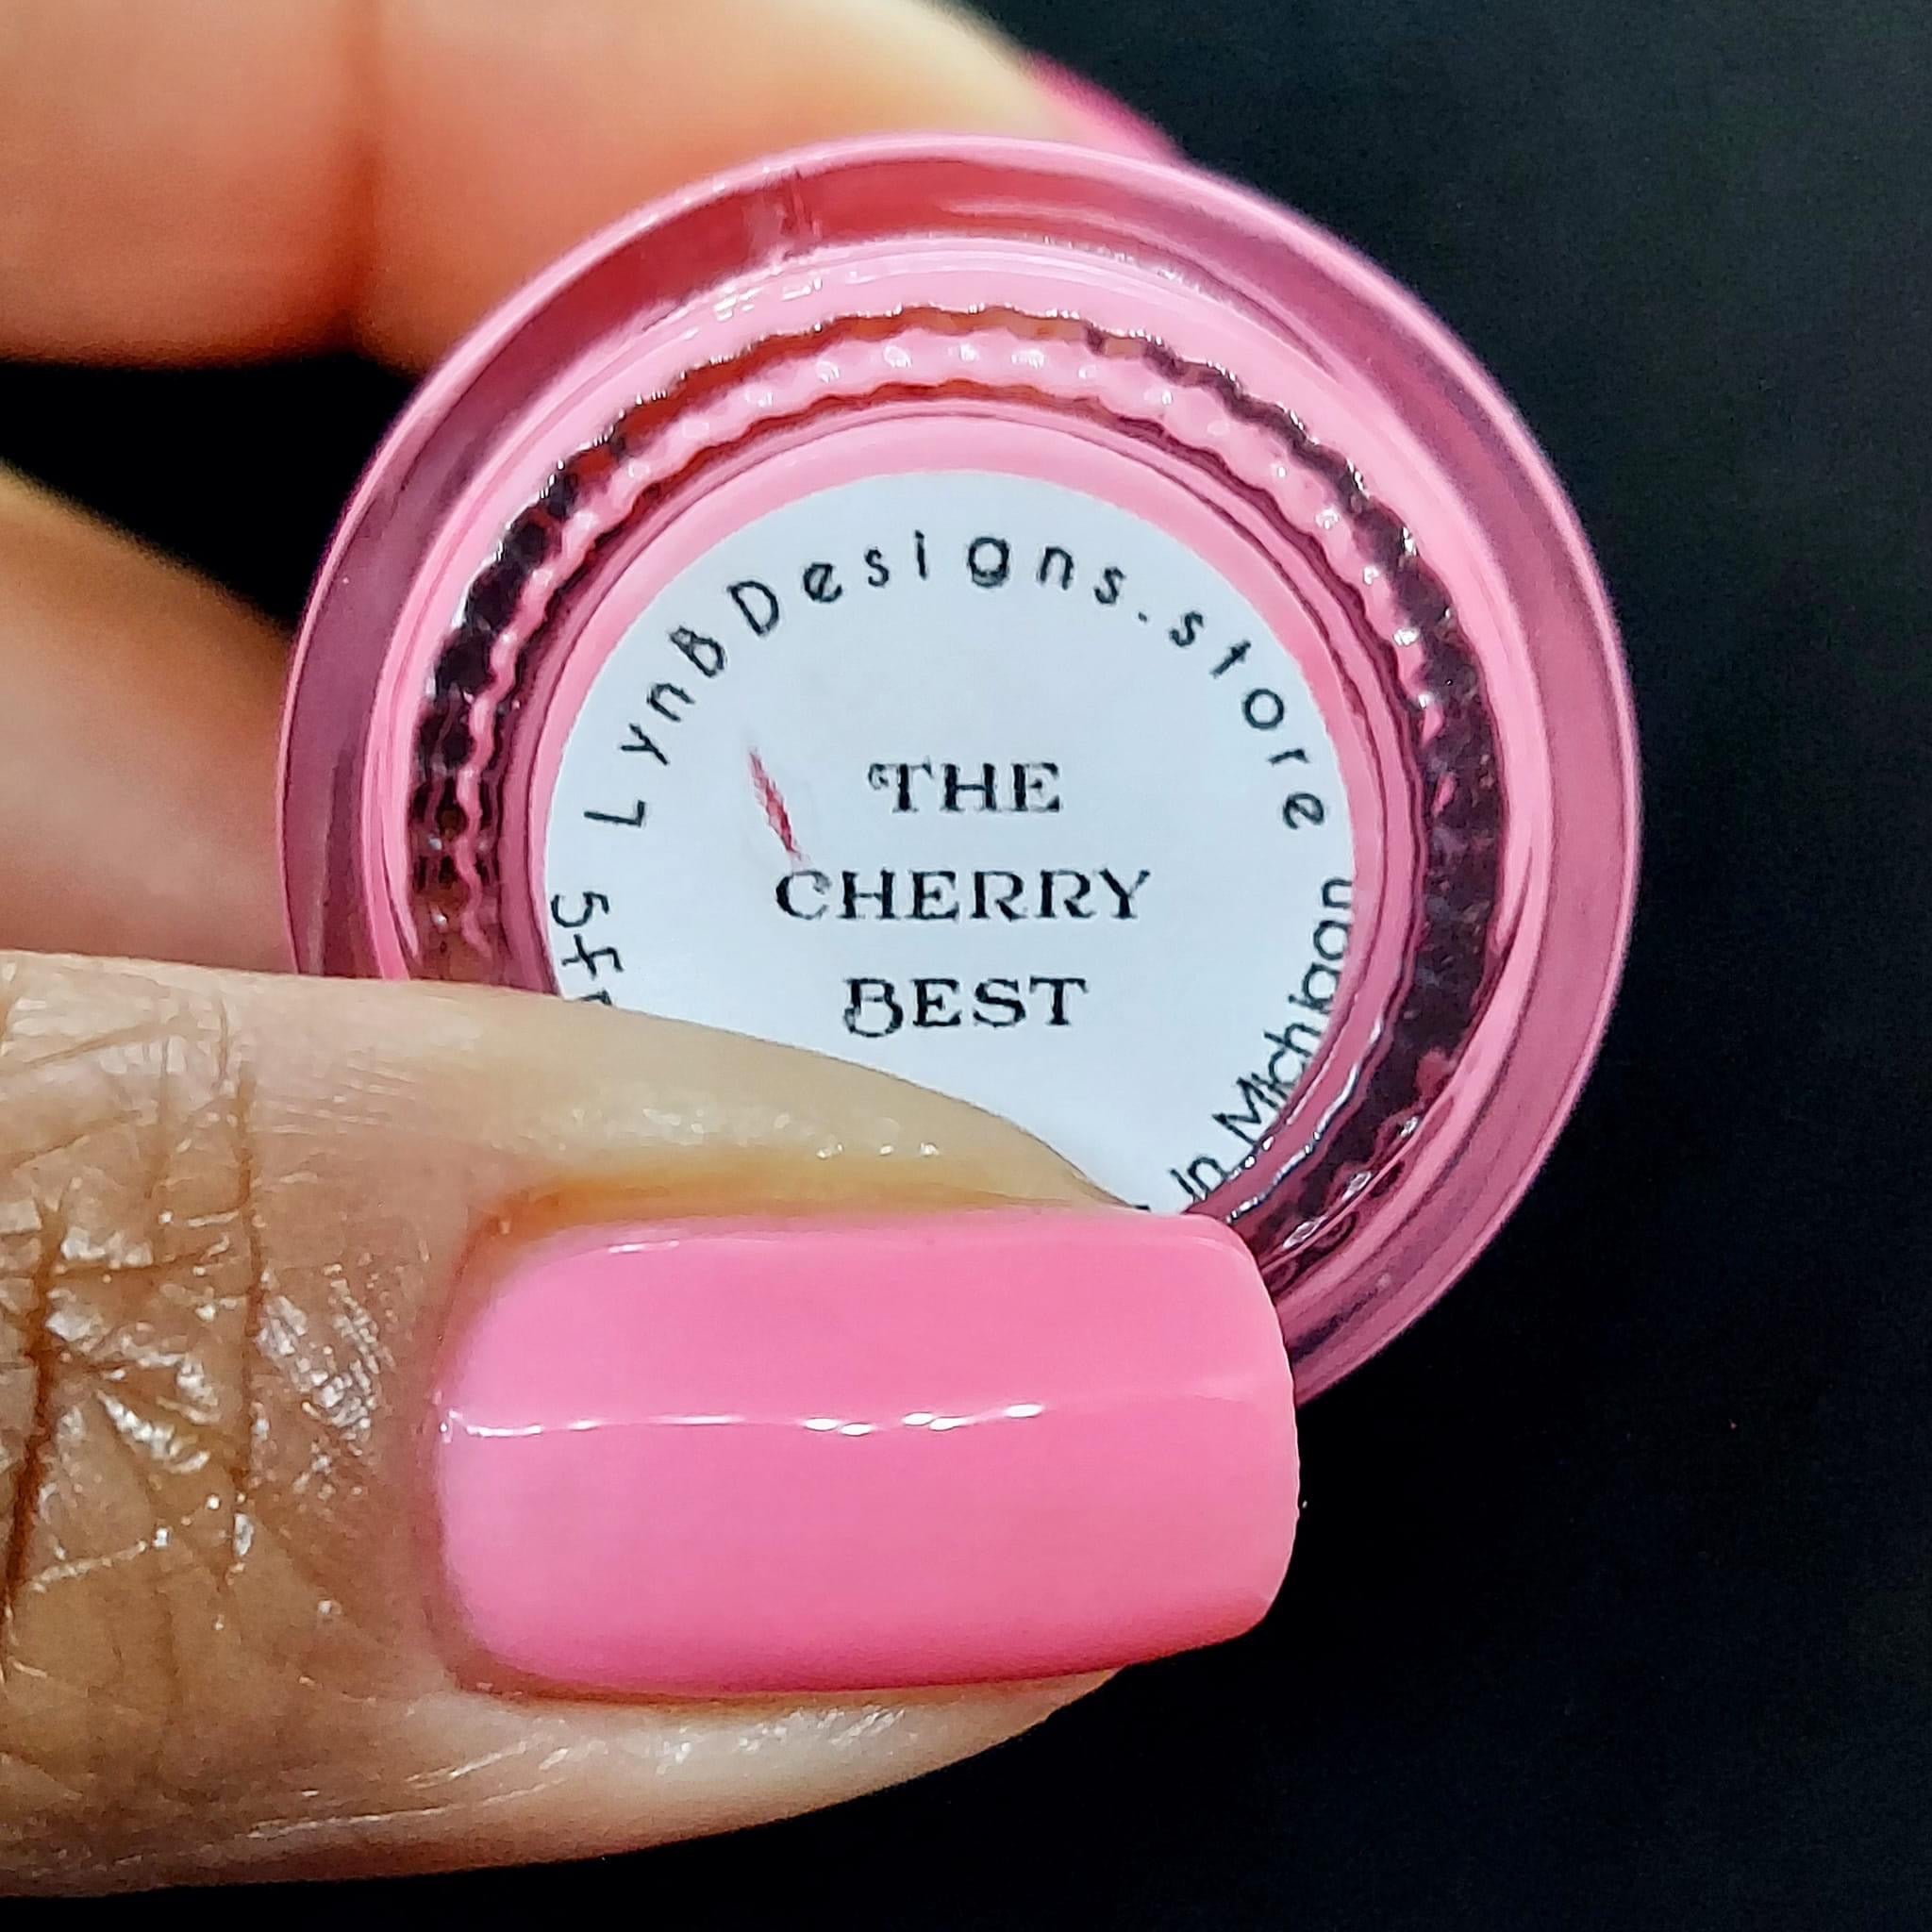 LynBDesigns.store
THE
CHERRY
BEST
In Michigan